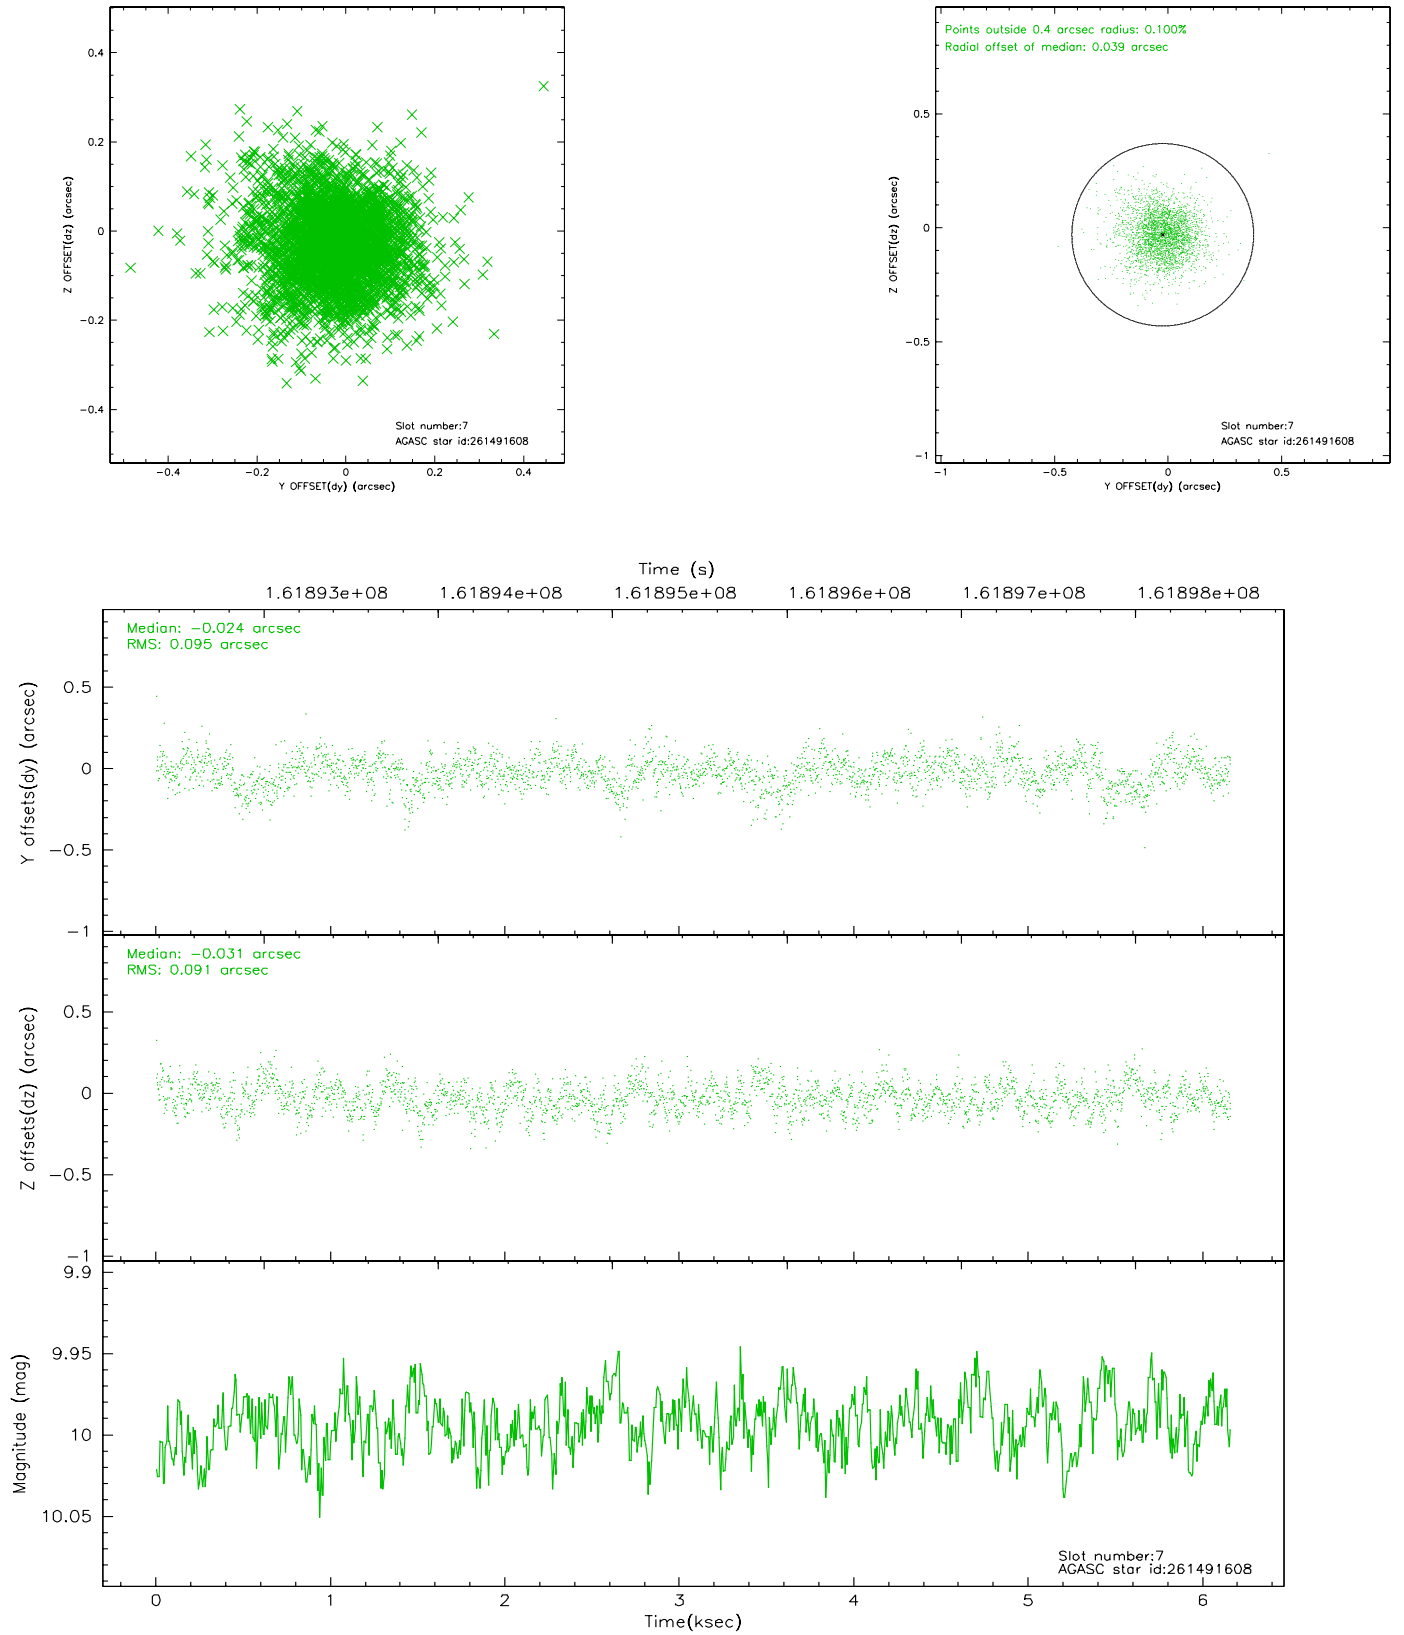 0.4
0.2
0
−0.2
−0.4
Z OFFSET(dz) (arcsec)
−0.4 −0.2 0 0.2 0.4
Y OFFSET(dy) (arcsec)
Slot number:7
AGASC star id:261491608
Points outside 0.4 arcsec radius: 0.100%
Radial offset of median: 0.039 arcsec
0.5
0
−0.5
−1
Z OFFSET(dz) (arcsec)
−1 −0.5 0 0.5
Y OFFSET(dy) (arcsec)
Slot number:7
AGASC star id:261491608
Time (s)
1.61893e+08 1.61894e+08 1.61895e+08 1.61896e+08 1.61897e+08 1.61898e+08
Median: −0.024 arcsec
RMS: 0.095 arcsec
0.5
0
−0.5
−1
Y offsets(dy) (arcsec)
Median: −0.031 arcsec
RMS: 0.091 arcsec
0.5
0
−0.5
−1
Z offsets(dz) (arcsec)
9.9
9.95
10
10.05
Magnitude (mag)
Slot number:7
AGASC star id:261491608
0 1 2 3 4 5 6
Time(ksec)